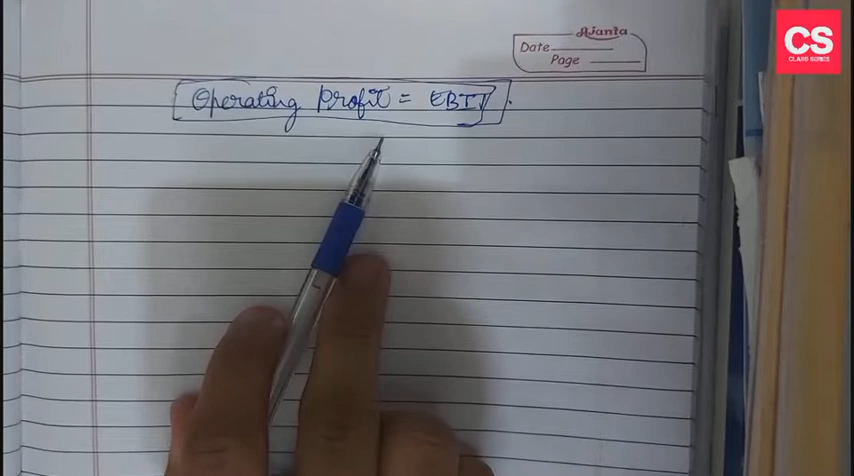 Ajanta
Date
Page
CS
CLASS SERIES
Operating Profit = EBIT